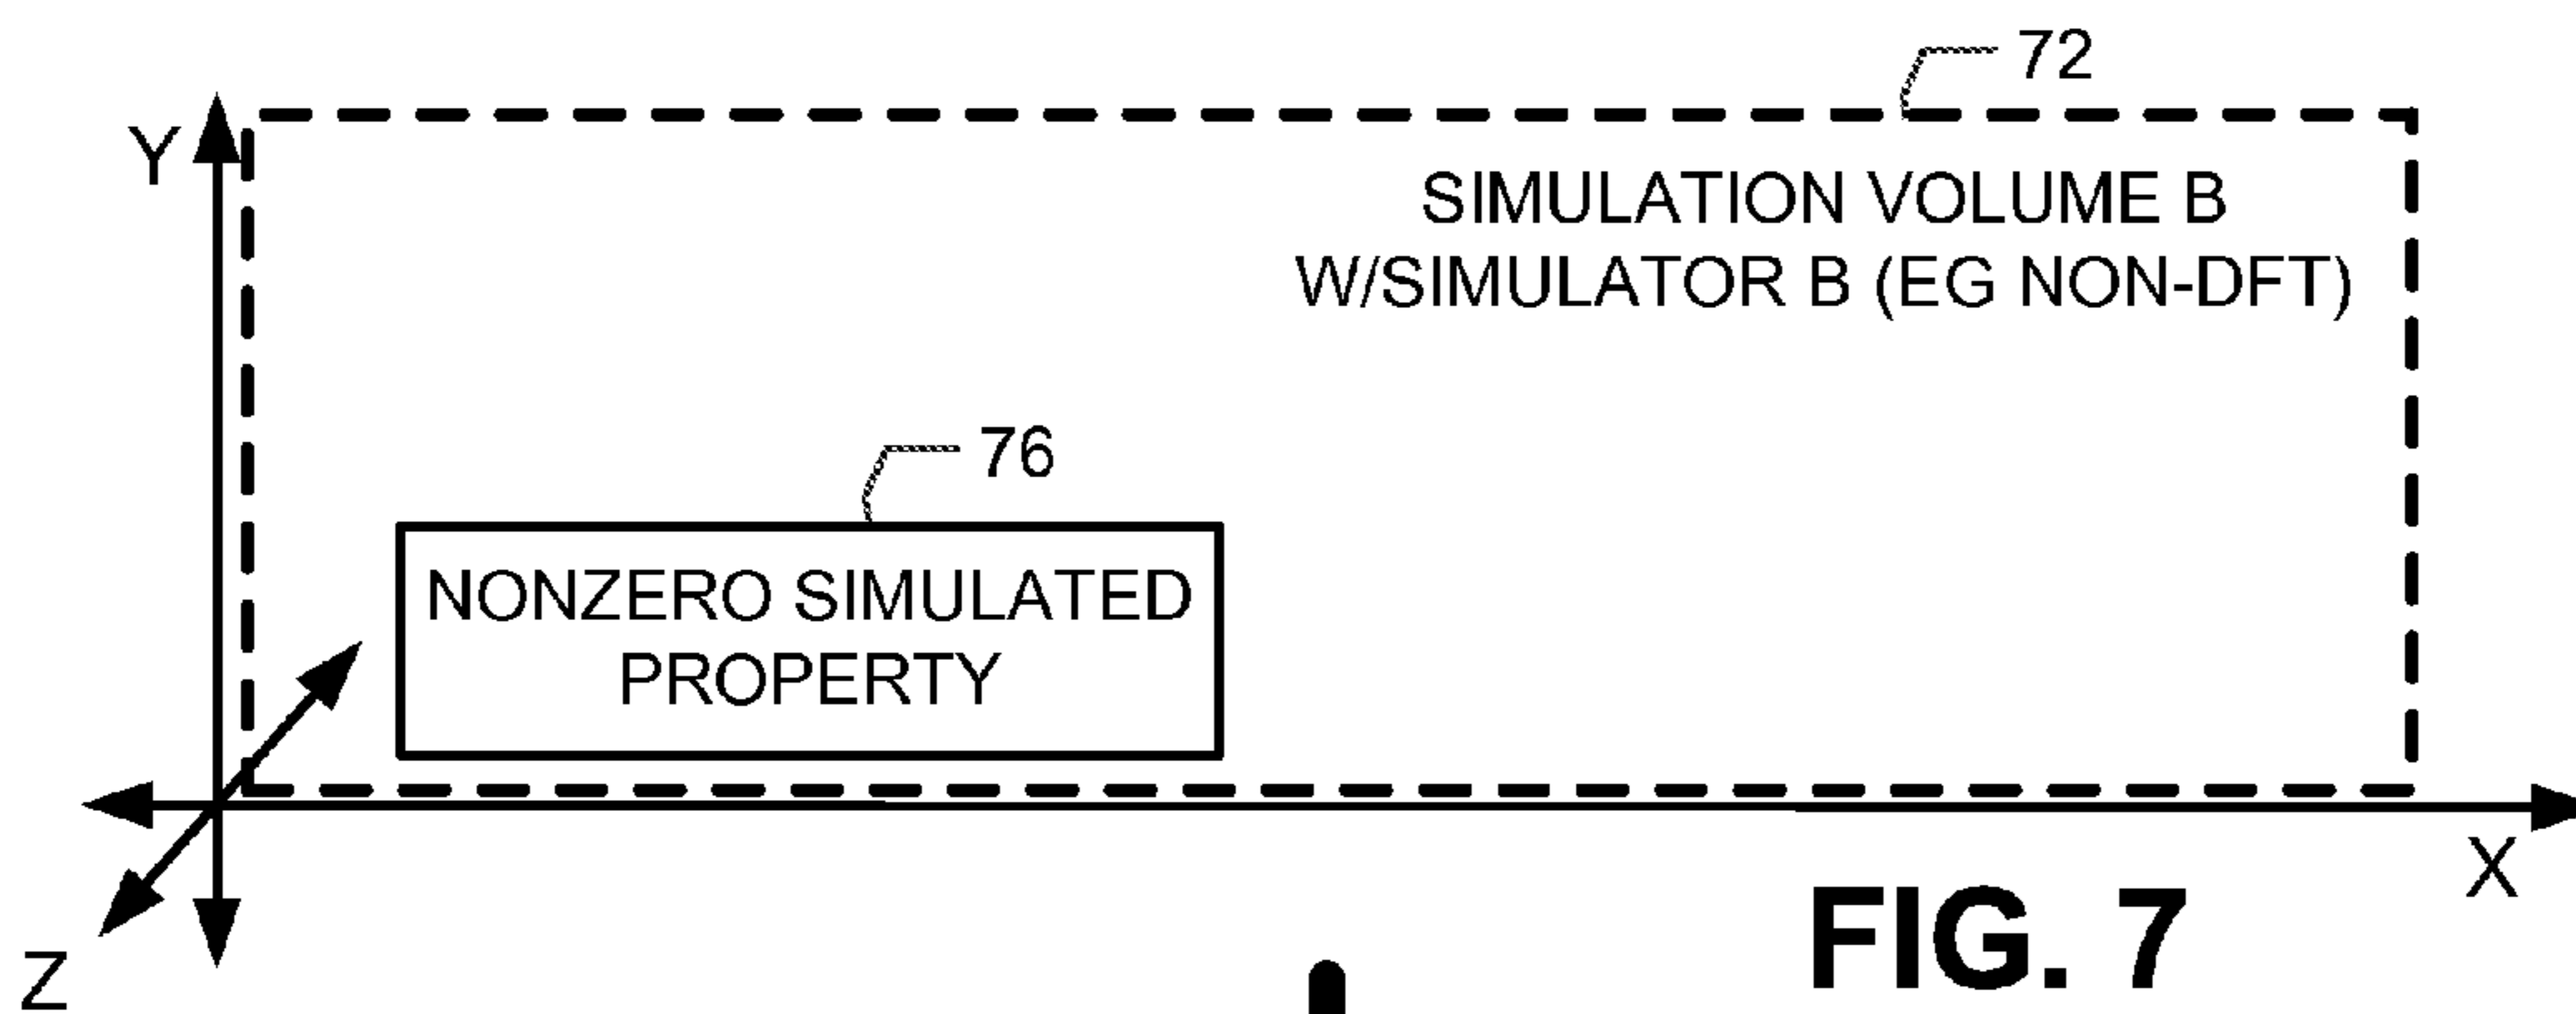 72
Y
SIMULATION VOLUME B
W/SIMULATOR B (EG NON-DFT)
76
NONZERO SIMULATED
PROPERTY
X
Z
FIG. 7